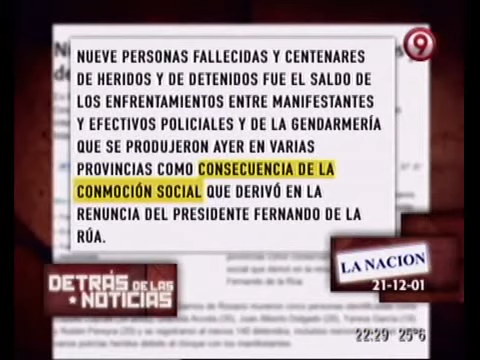 9
NUEVE PERSONAS FALLECIDAS Y CENTENARES
DE HERIDOS Y DE DETENIDOS FUE EL SALDO DE
LOS ENFRENTAMIENTOS ENTRE MANIFESTANTES
Y EFECTIVOS POLICIALES Y DE LA GENDARMERÍA
QUE SE PRODUJERON AYER EN VARIAS
PROVINCIAS COMO CONSECUENCIA DE LA
CONMOCIÓN SOCIAL QUE DERIVÓ EN LA
RENUNCIA DEL PRESIDENTE FERNANDO DE LA
RÚA.
LA NACION
21-12-01
DETRÁS DE LAS
NOTICIAS
22:29 25°6